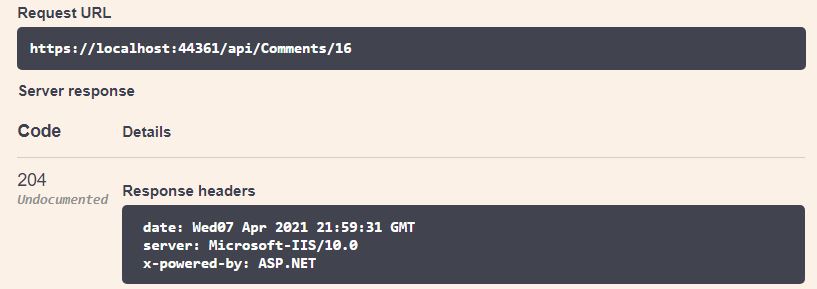 Request URL
https://localhost:44361/api/Comments/16
Server response
Code Details
204
Undocumented
Response headers
date: Wed07 Apr 2021 21:59:31 GMT
server: Microsoft-IIS/10.0
x-powered-by: ASP.NET